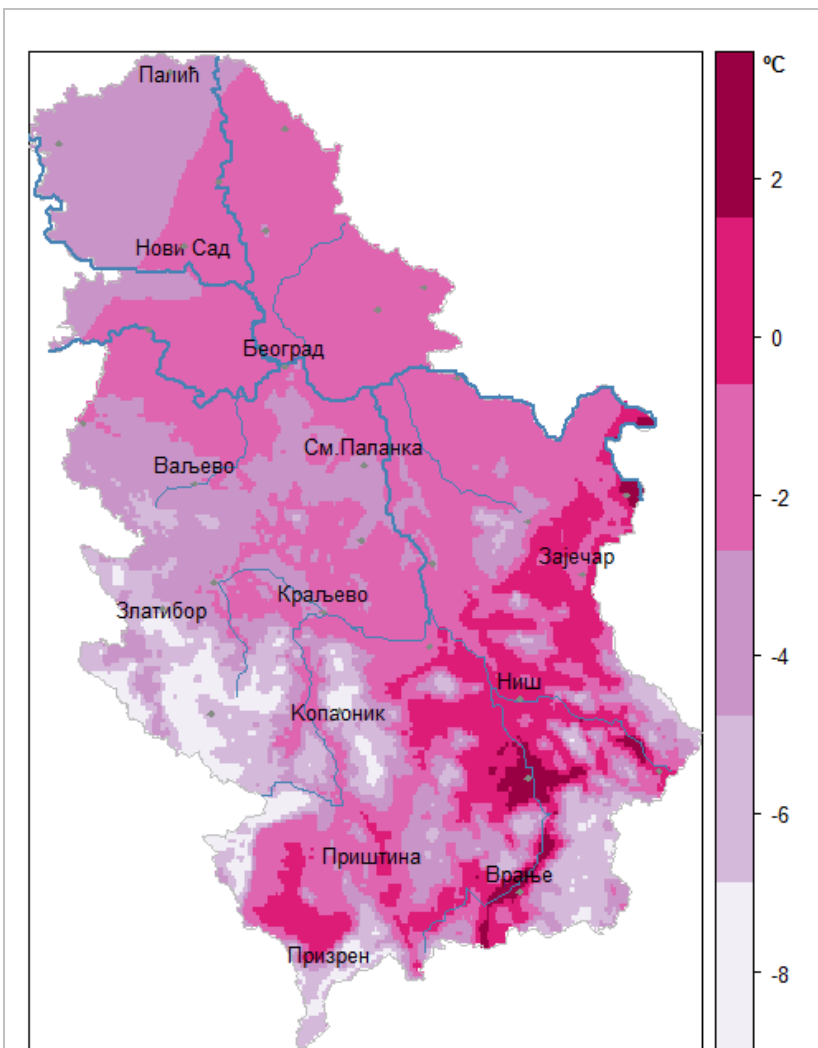 °C
Палић
2
Нови Сад
0
Београд
См.Паланка
Ваљево
-2
Зајечар
Краљево
Златибор
-4
Ниш
Копаоник
-6
Приштина
Врање
Призрен
-8